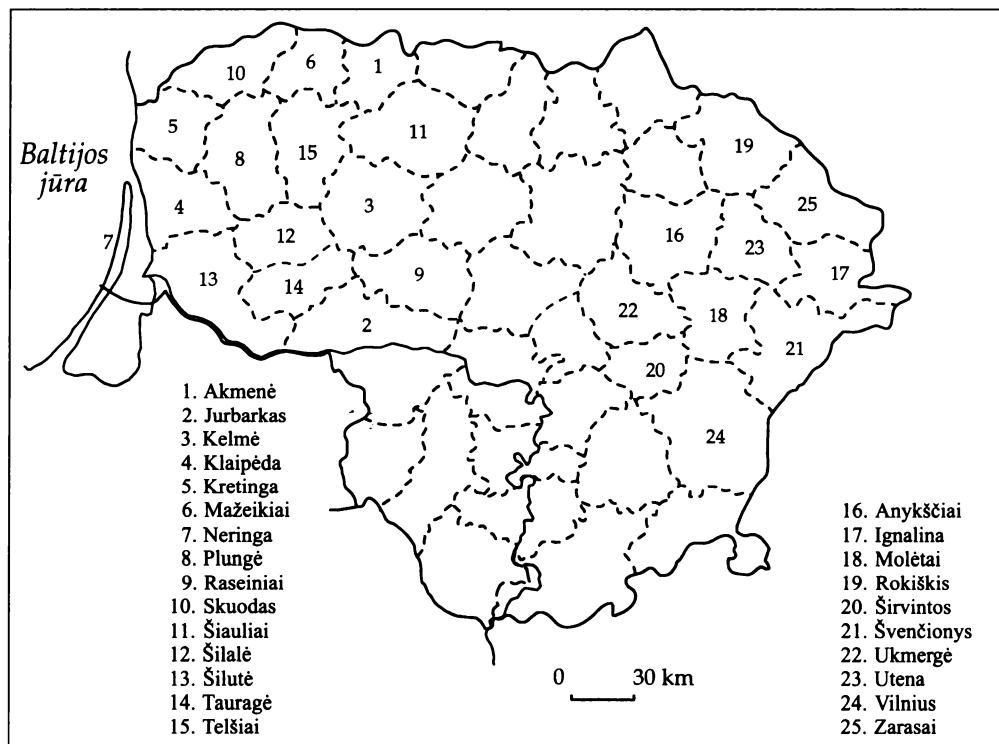 10
6
1
5
11
Baltijos
jūra
8
15
19
4
3
25
7
12
16
23
13
14
9
17
22
18
2
21
20
24
1. Akmenė
2. Jurbarkas
3. Kelmė
4. Klaipėda
5. Kretinga
6. Mažeikiai
7. Neringa
8. Plungė
9. Raseiniai
10. Skuodas
11. Šiauliai
12. Šilalė
13. Šilutė
14. Tauragė
15. Telšiai
0 30 km
16. Anykščiai
17. Ignalina
18. Molėtai
19. Rokiškis
20. Širvintos
21. Švenčionys
22. Ukmergė
23. Utena
24. Vilnius
25. Zarasai